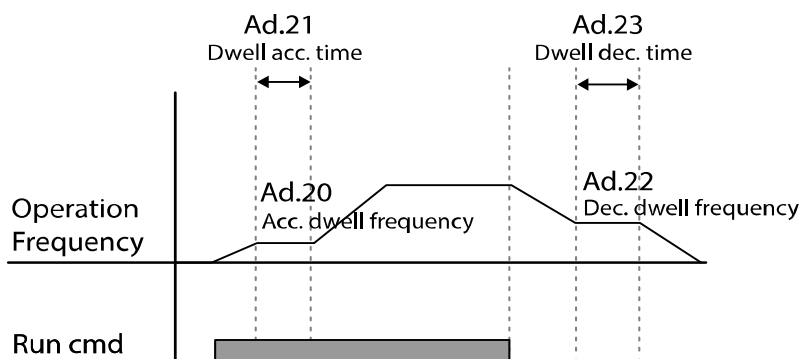 Ad.21
Dwell acc. time
Ad.23
Dwell dec. time
Ad.20
Acc. dwell frequency
Ad.22
Dec. dwell frequency
Operation
Frequency
Run cmd